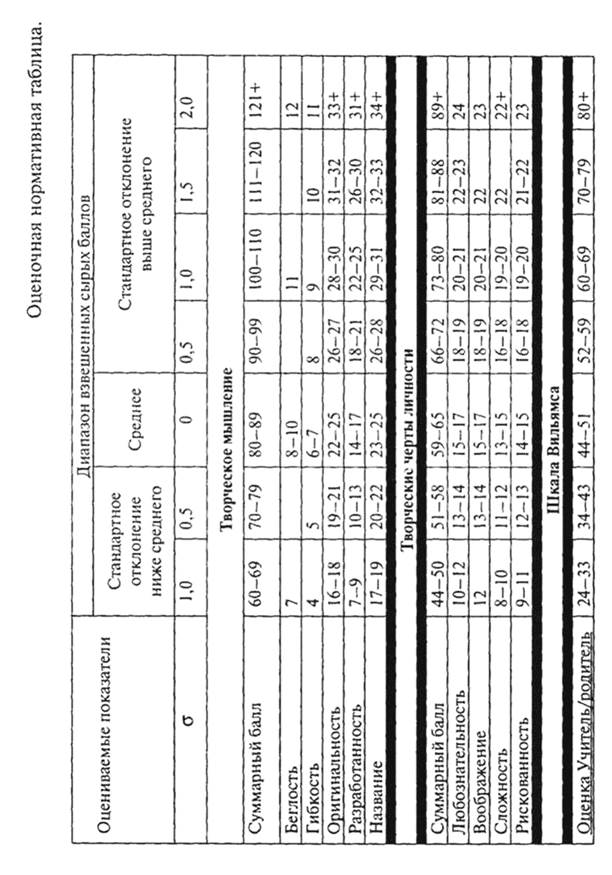 Оценочная нормативная таблица.
Оцениваемые показатели Диапазон взвешенных сырых баллов
Стандартное отклонение ниже среднего Среднее Стандартное отклонение выше среднего
σ 1,0 0.5 0 0,5 1,0 1.5 2,0
Творческое мышление
Суммарный балл 60–69 70–79 80–89 90–99 100–110 111–120 121+
Беглость 7 8–10 11 12
Гибкость 4 5 6–7 8 9 10 11
Оригинальность 16–18 19–21 22–25 26–27 28–30 31–32 33+
Разработанность 7–9 10–13 14–17 18–21 22–25 26–30 31+
Название 17–19 20–22 23–25 26–28 29–31 32–33 34+
Творческие черты личности
Суммарный балл 44–50 51–58 59–65 66–72 73–80 81–88 89+
Любознательность 10–12 13–14 15–17 18–19 20–21 22–23 24
Воображение 12 13–14 15–17 18–19 20–21 22 23
Сложность 8–10 11–12 13–15 16–18 19–20 22 22+
Рискованность 9–11 12–13 14–15 16–18 19–20 21–22 23
Шкала Вильямса
Оценка Учитель/родитель 24–33 34–43 44–51 52–59 60–69 70–79 80+